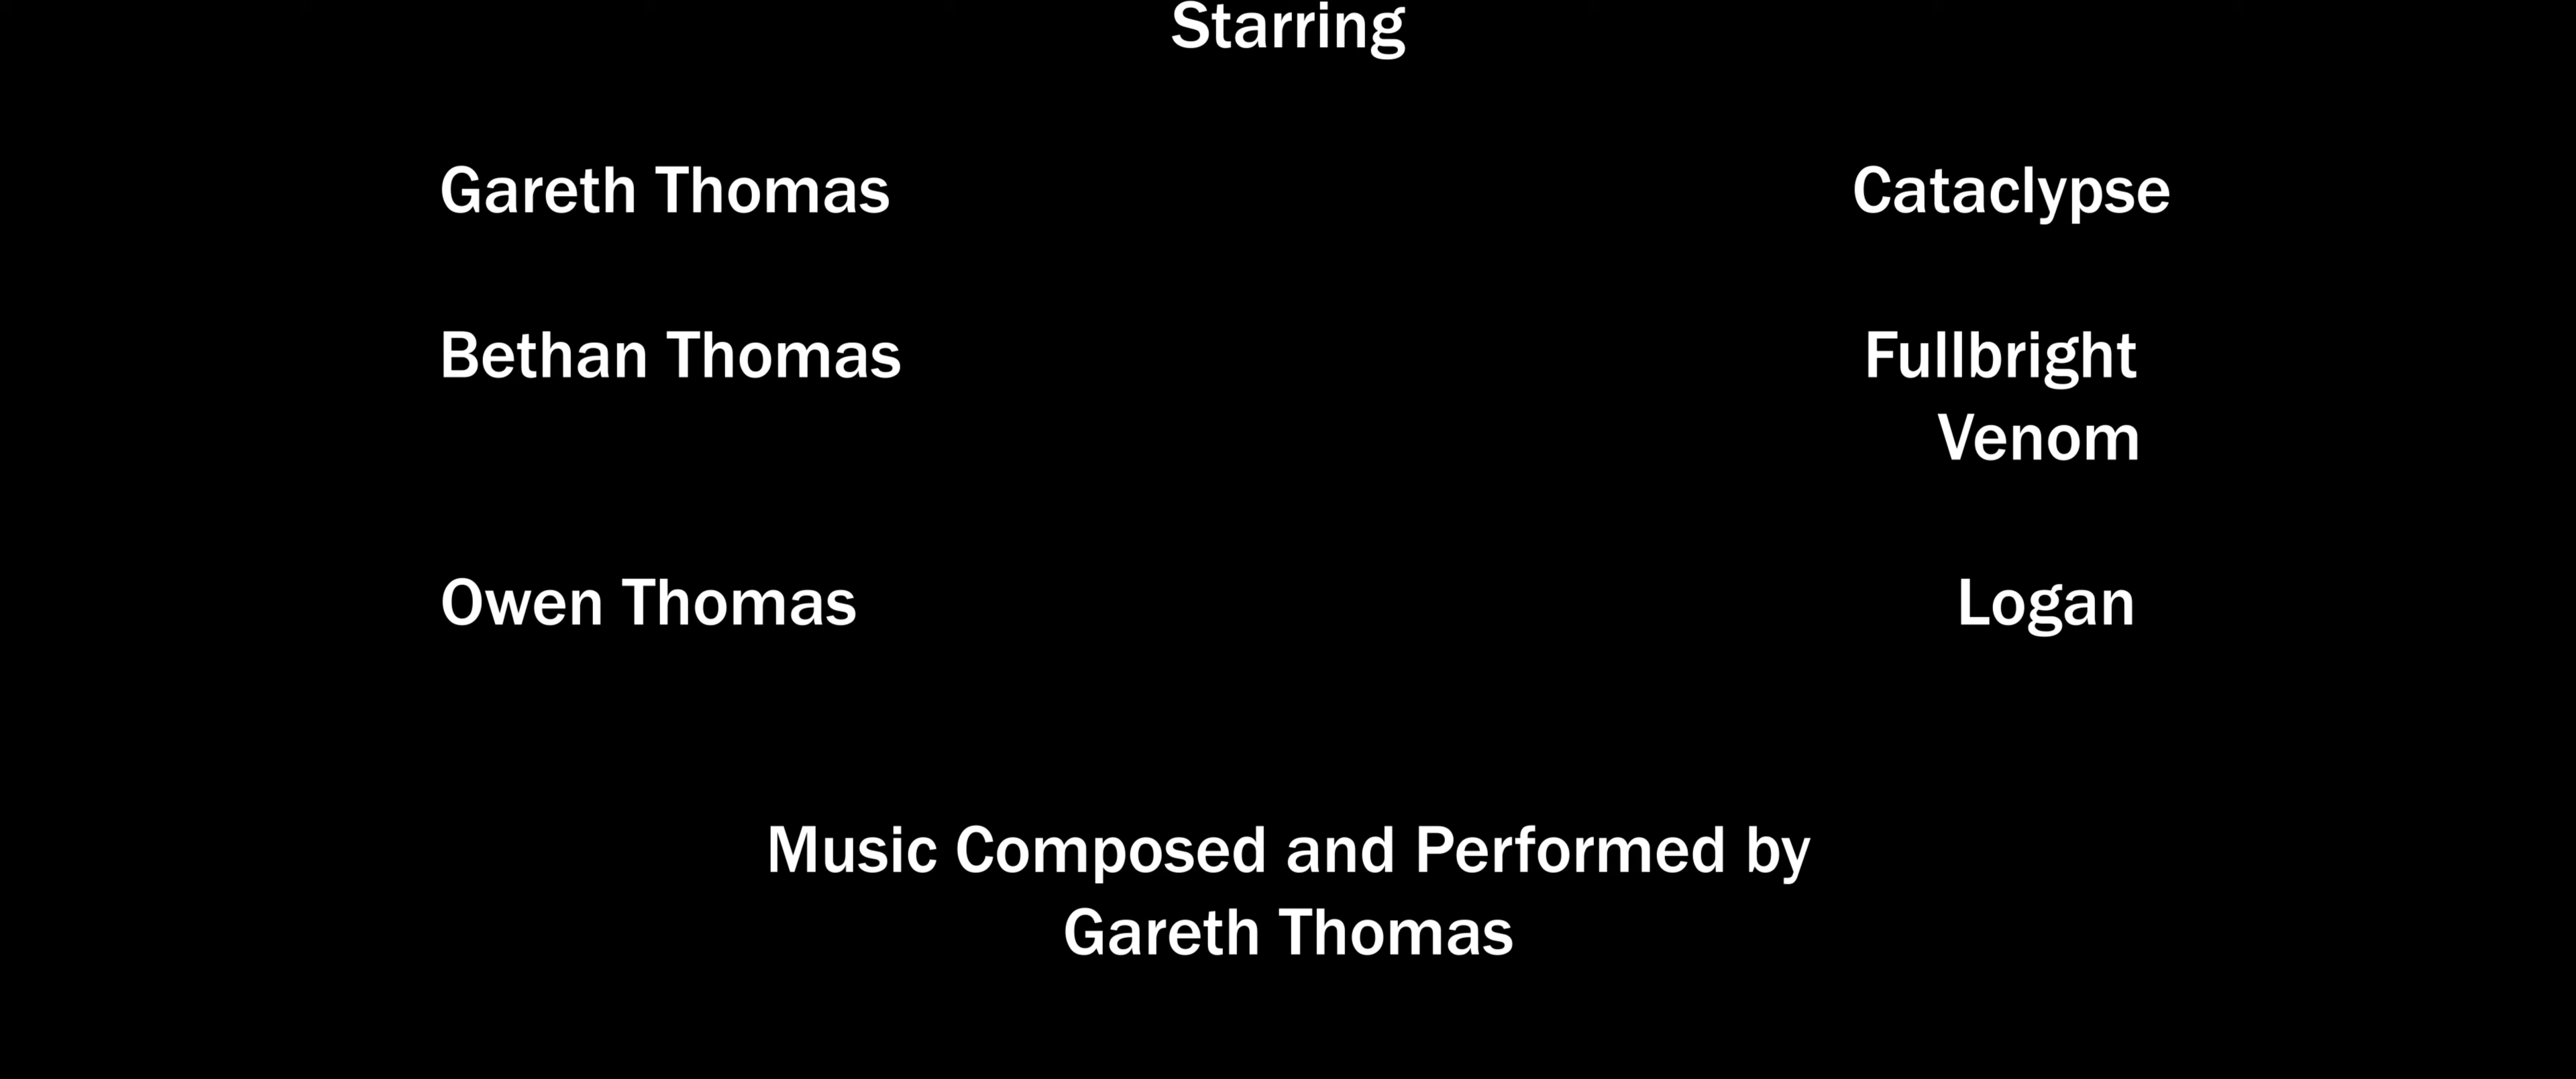 Starring
Gareth Thomas Cataclypse
Bethan Thomas Fullbright
Venom
Owen Thomas Logan
Music Composed and Performed by
Gareth Thomas